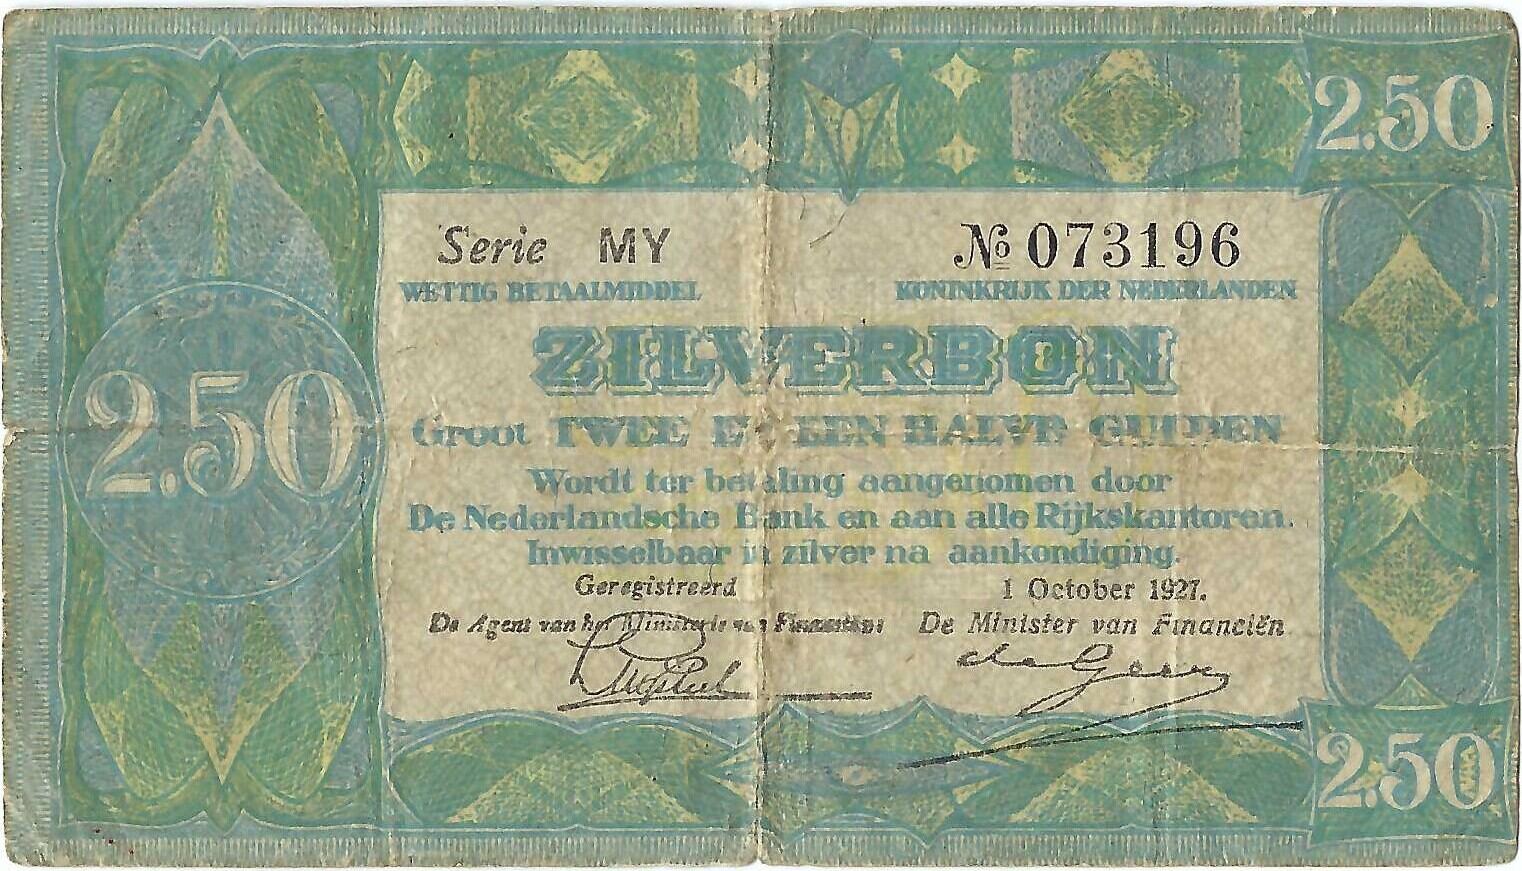 2.50
Serie MY № 073196
WETTIG BETAALMIDDEL KONINKRIJK DER NEDERLANDEN
ZILVERBON
2.50
Groot TWEE EN EEN HALVE GULDEN
Wordt ter betaling aangenomen door
De Nederlandsche Bank en aan alle Rijkskantoren.
Inwisselbaar in zilver na aankondiging.
Geregistreerd 1 October 1927.
De Agent van het Ministerie van Financiën De Minister van Financiën
de Geer
2.50